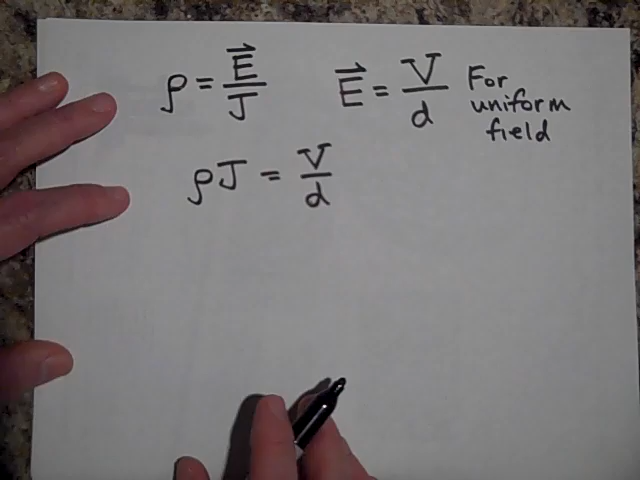 ρ = E⃗/J E⃗ = V/d For
uniform
field
ρJ = V/d